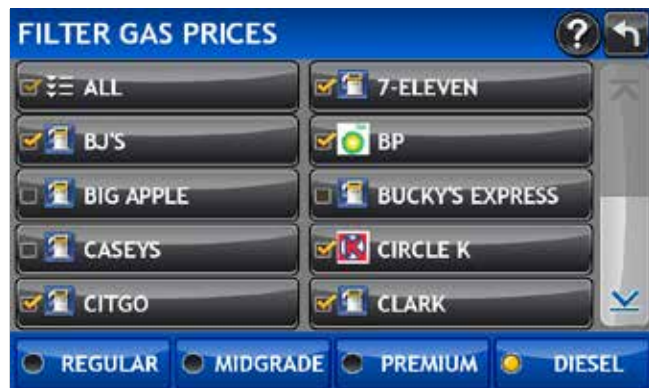 FILTER GAS PRICES ?
ALL
7-ELEVEN
BJ'S
BP
BIG APPLE
BUCKY'S EXPRESS
CASEYS
CIRCLE K
CITGO
CLARK
REGULAR MIDGRADE PREMIUM DIESEL